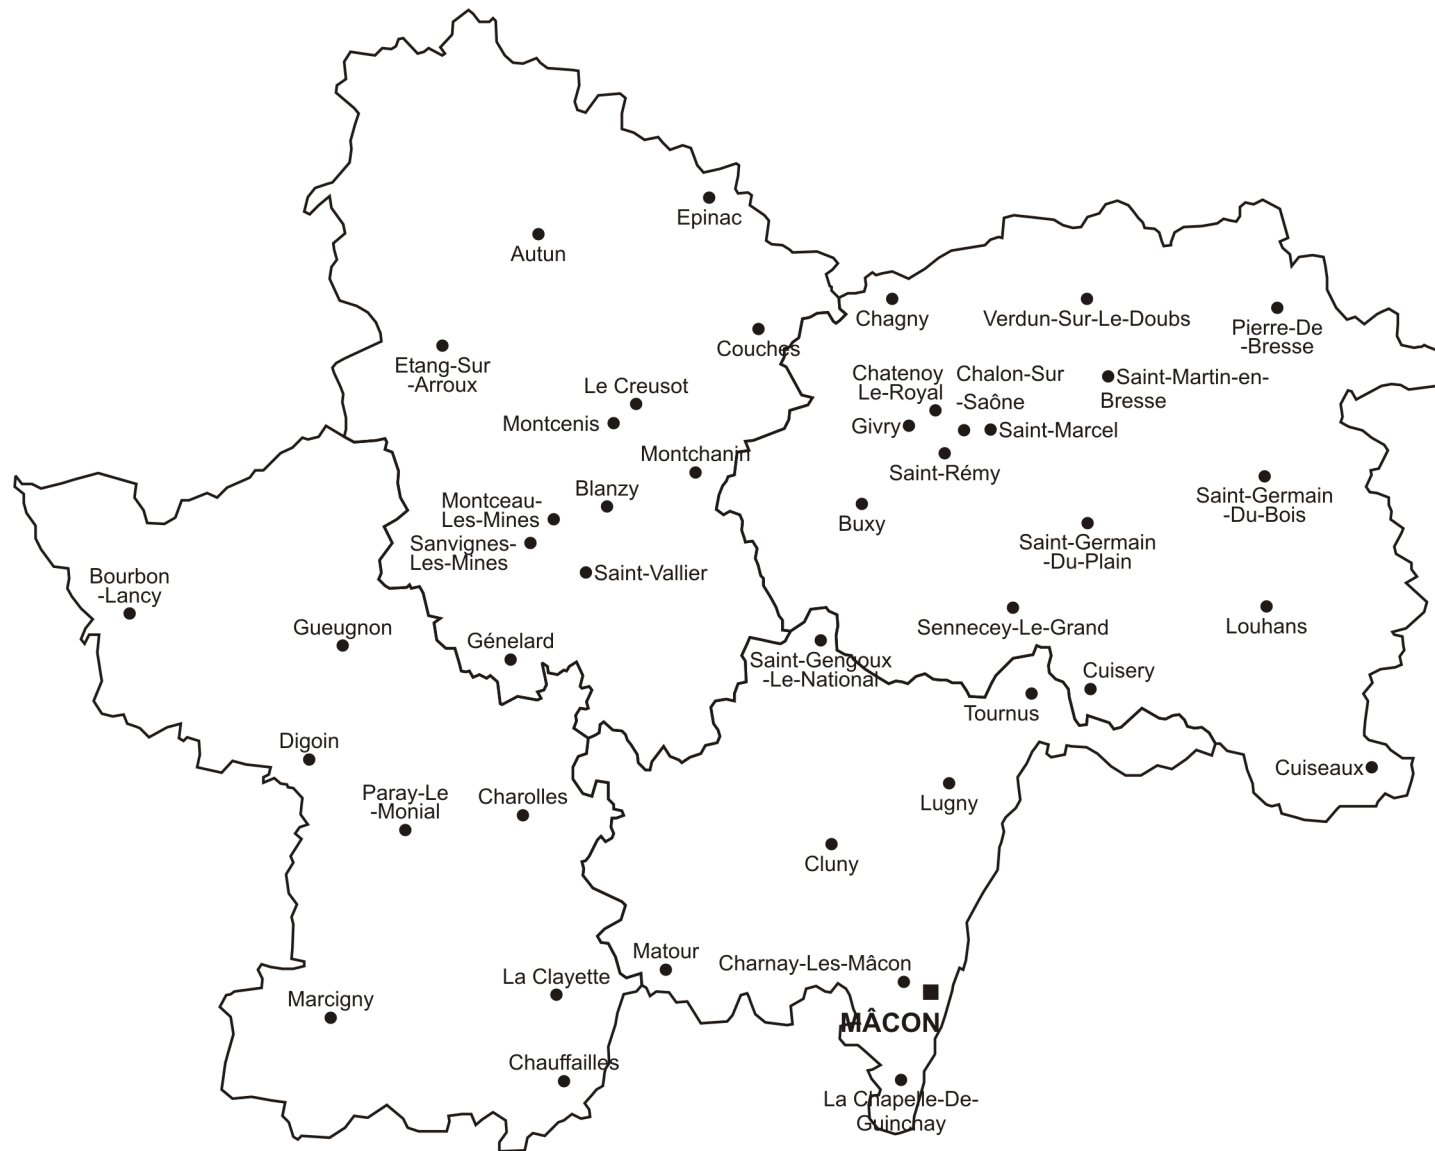 Epinac
Autun
Chagny
Verdun-Sur-Le-Doubs
Pierre-De
-Bresse
Couches
Etang-Sur
-Arroux
Le Creusot
Montcenis
Chatenoy
Le-Royal
Chalon-Sur
-Saône
Saint-Martin-en-
Bresse
Givry
Saint-Marcel
Saint-Rémy
Montchanin
Blanzy
Montceau-
Les-Mines
Sanvignes-
Les-Mines
Saint-Vallier
Buxy
Saint-Germain
-Du-Plain
Saint-Germain
-Du-Bois
Bourbon
-Lancy
Gueugnon
Génelard
Sennecey-Le-Grand
Louhans
Saint-Gengoux
-Le-National
Cuisery
Tournus
Digoin
Cuiseaux
Paray-Le
-Monial
Charolles
Lugny
Cluny
Matour
Charnay-Les-Mâcon
La Clayette
Marcigny
MÂCON
Chauffailles
La Chapelle-De-
Guinchay